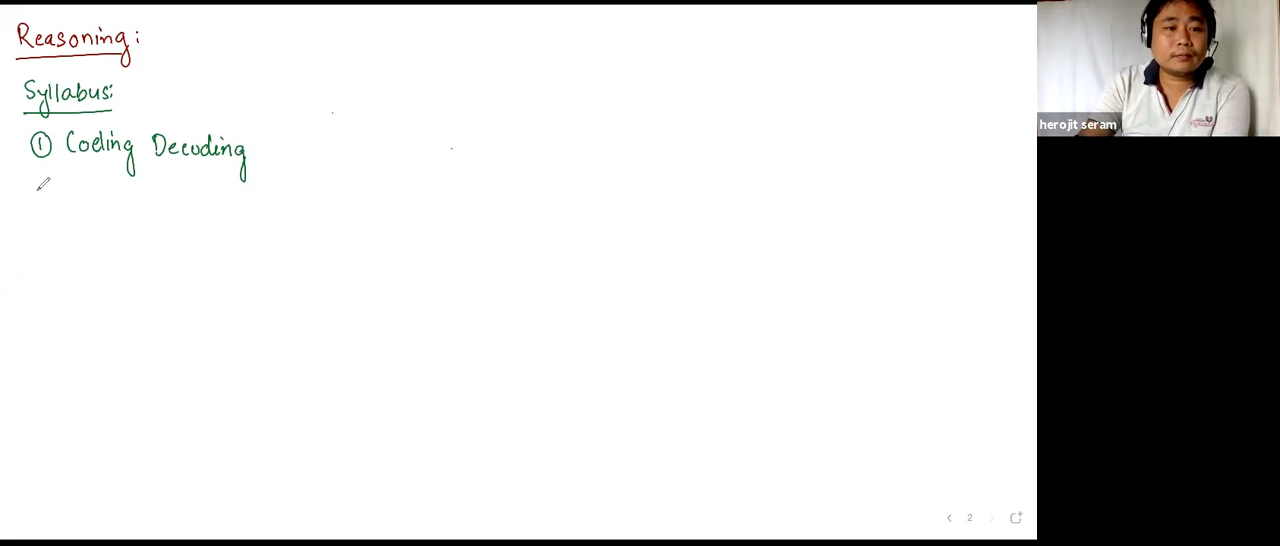 Reasoning:
Syllabus:
① Coding Decoding
herojit seram
2